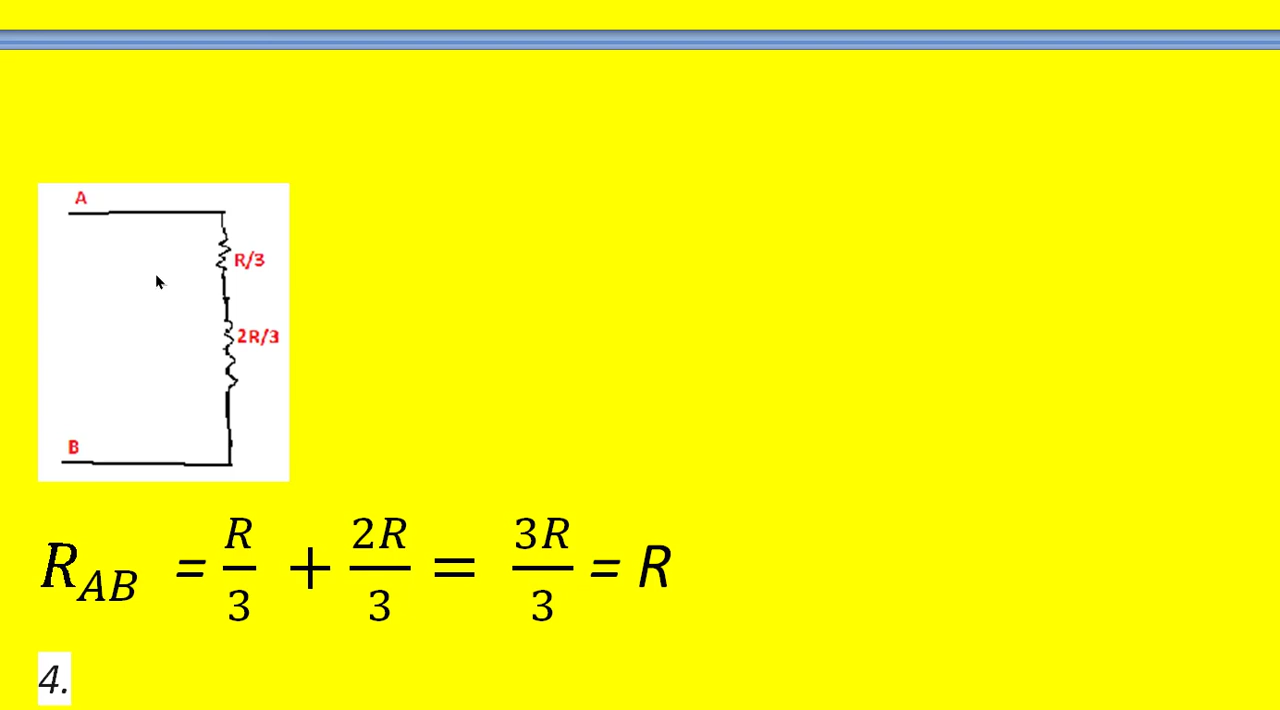 A
R/3
2R/3
B
R_AB = R/3 + 2R/3 = 3R/3 = R
4.